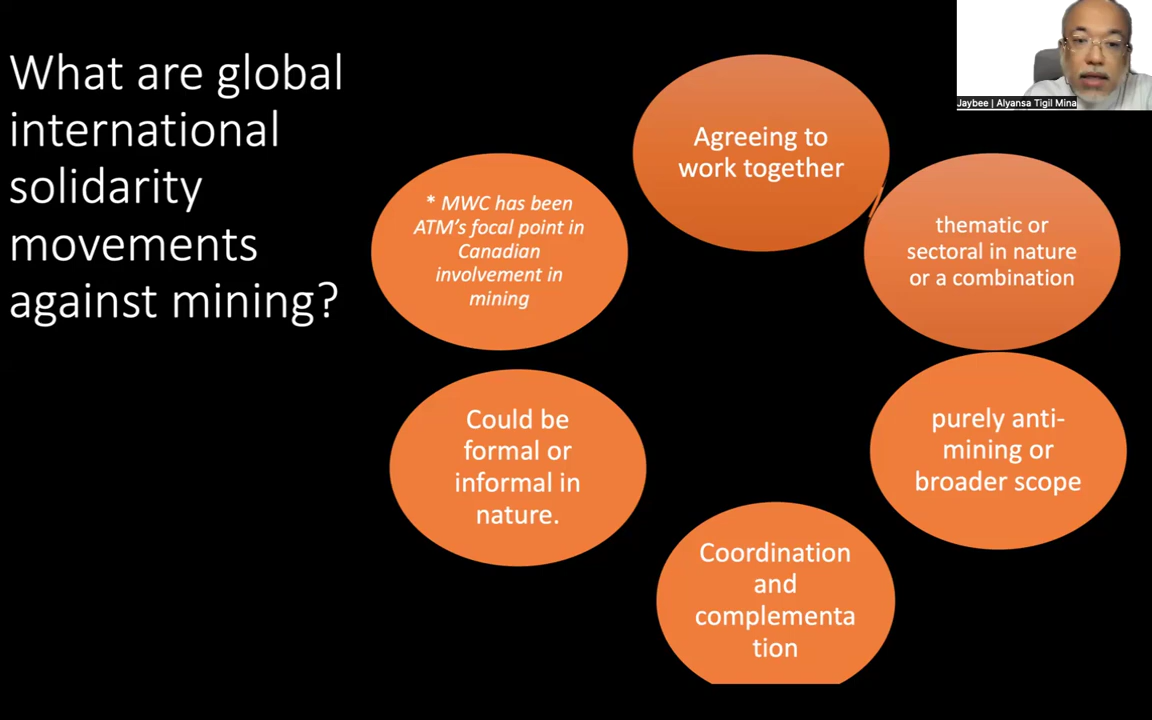 What are global
international
solidarity
movements
against mining?
Jaybee | Alyansa Tigil Mina
Agreeing to
work together
thematic or
sectoral in nature
or a combination
purely anti-
mining or
broader scope
Coordination
and
complementa
tion
Could be
formal or
informal in
nature.
* MWC has been
ATM's focal point in
Canadian
involvement in
mining